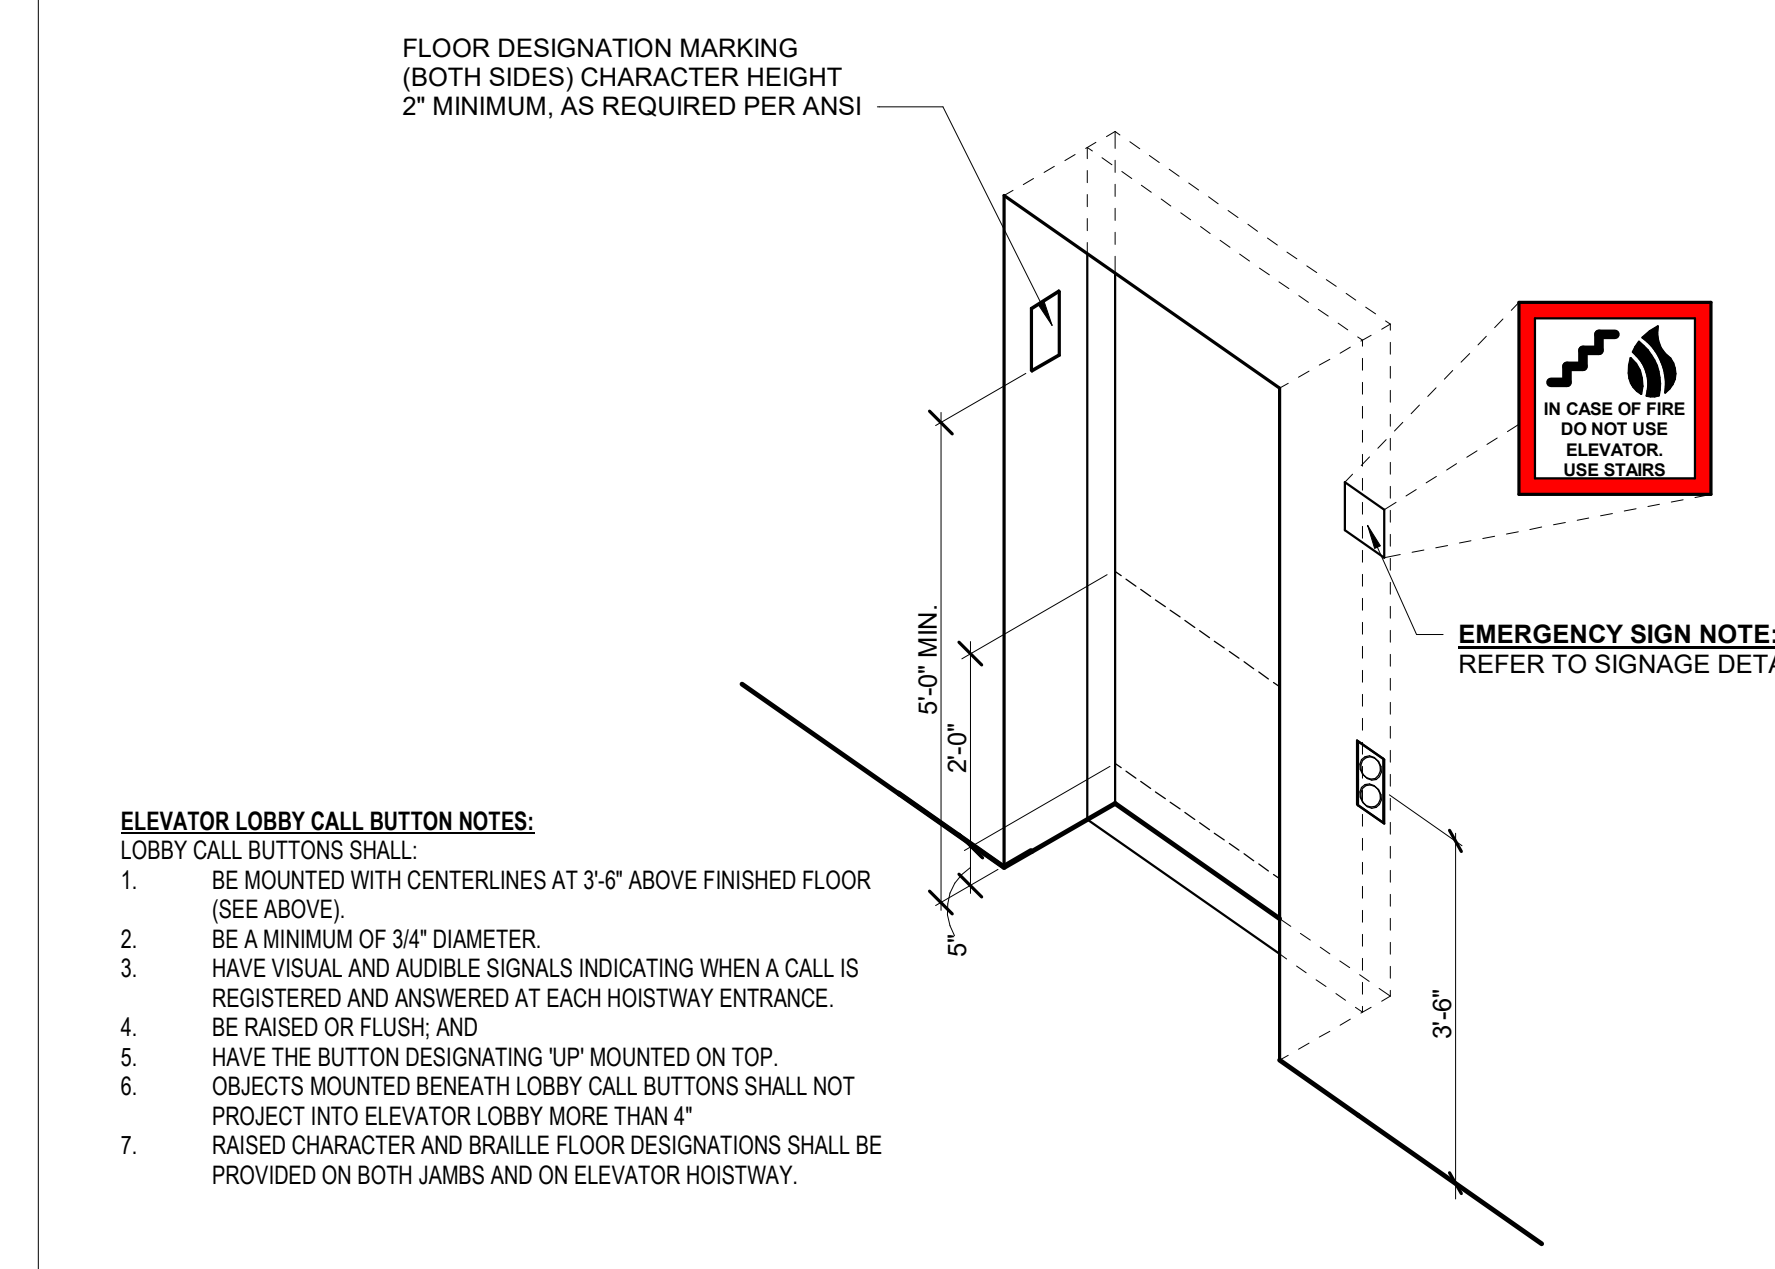 FLOOR DESIGNATION MARKING
(BOTH SIDES) CHARACTER HEIGHT
2" MINIMUM, AS REQUIRED PER ANSI
IN CASE OF FIRE
DO NOT USE
ELEVATOR.
USE STAIRS
EMERGENCY SIGN NOTE:
REFER TO SIGNAGE
5'-0" MIN.
2'-0"
5"
3'-6"
ELEVATOR LOBBY CALL BUTTON NOTES:
LOBBY CALL BUTTONS SHALL:
1. BE MOUNTED WITH CENTERLINES AT 3'-6" ABOVE FINISHED FLOOR
(SEE ABOVE).
2. BE A MINIMUM OF 3/4" DIAMETER.
3. HAVE VISUAL AND AUDIBLE SIGNALS INDICATING WHEN A CALL IS
REGISTERED AND ANSWERED AT EACH HOISTWAY ENTRANCE.
4. BE RAISED OR FLUSH; AND
5. HAVE THE BUTTON DESIGNATING 'UP' MOUNTED ON TOP.
6. OBJECTS MOUNTED BENEATH LOBBY CALL BUTTONS SHALL NOT
PROJECT INTO ELEVATOR LOBBY MORE THAN 4"
7. RAISED CHARACTER AND BRAILLE FLOOR DESIGNATIONS SHALL BE
PROVIDED ON BOTH JAMBS AND ON ELEVATOR HOISTWAY.